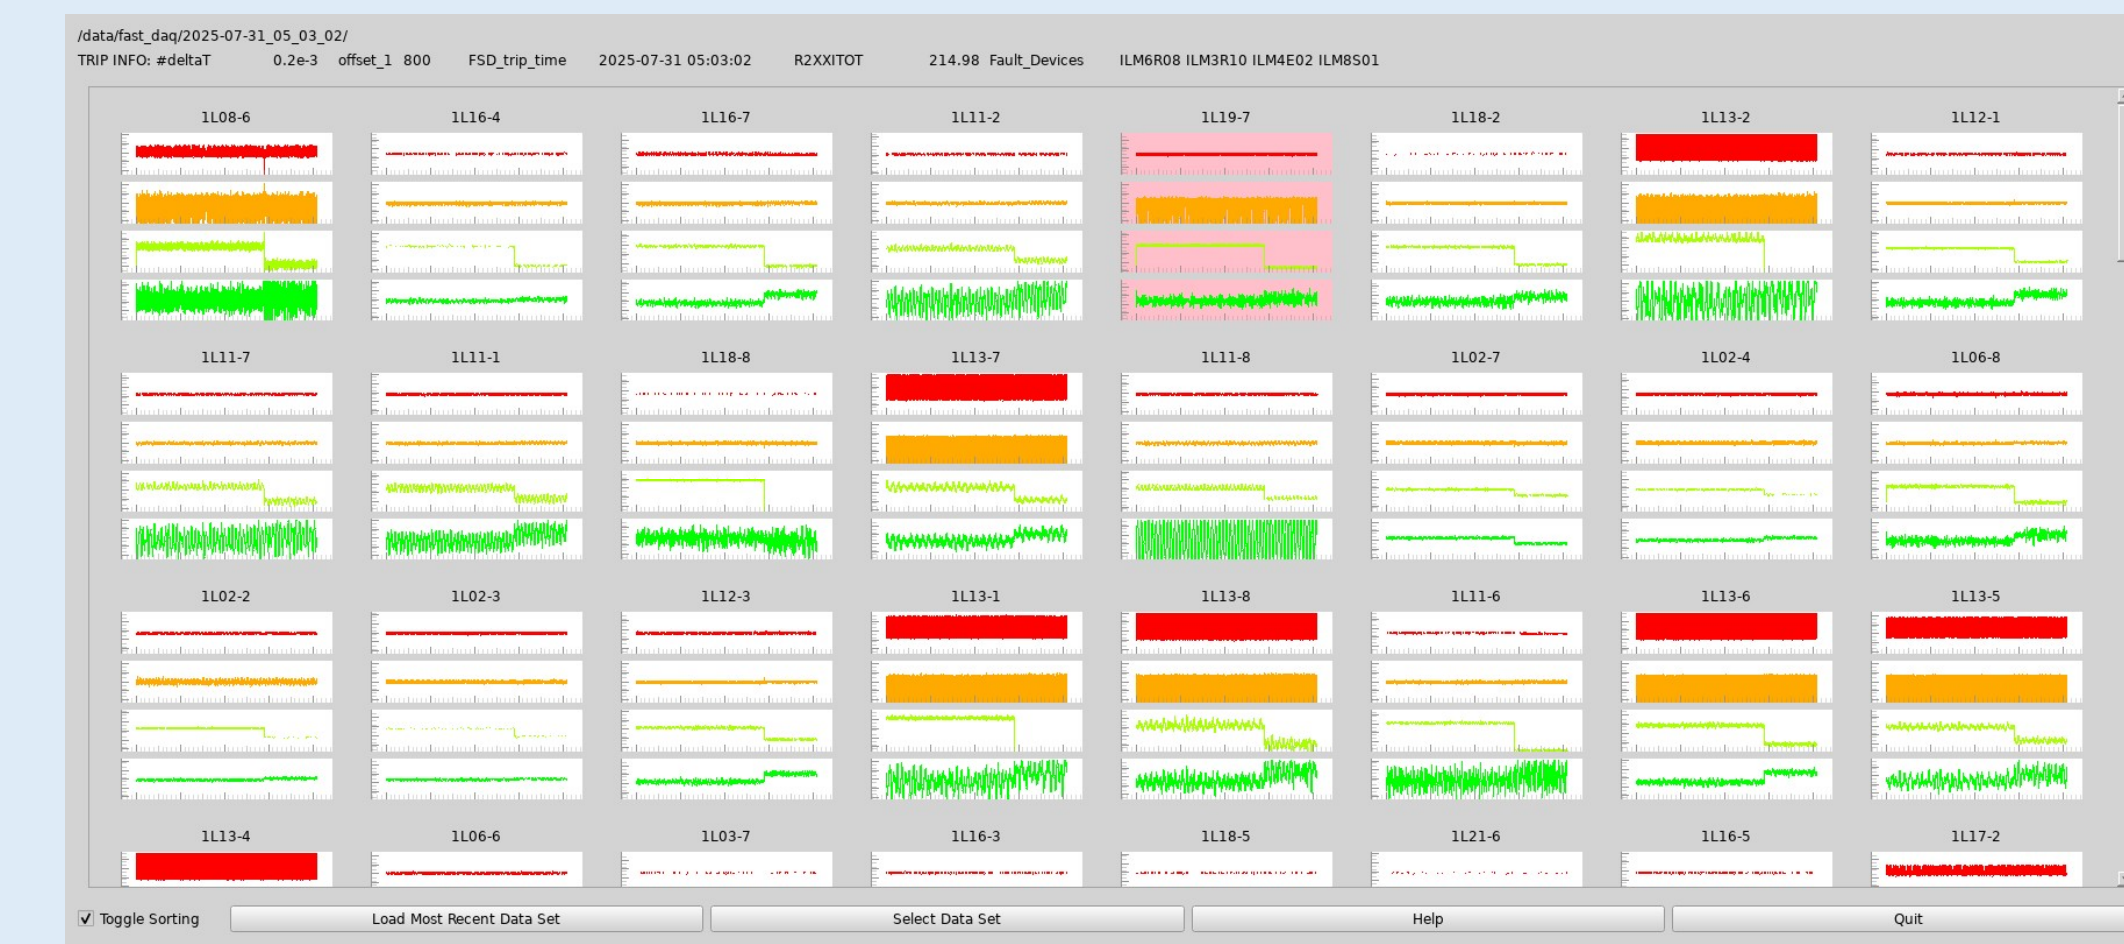 /data/fast_daq/2025-07-31_05_03_02/
TRIP INFO: #deltaT 0.2e-3 offset_1 800 FSD_trip_time 2025-07-31 05:03:02 R2XXITOT 214.98 Fault_Devices ILM6R08 ILM3R10 ILM4E02 ILM8S01
1L08-6 1L16-4 1L16-7 1L11-2 1L19-7 1L18-2 1L13-2 1L12-1
1L11-7 1L11-1 1L18-8 1L13-7 1L11-8 1L02-7 1L02-4 1L06-8
1L02-2 1L02-3 1L12-3 1L13-1 1L13-8 1L11-6 1L13-6 1L13-5
1L13-4 1L06-6 1L03-7 1L16-3 1L18-5 1L21-6 1L16-5 1L17-2
Toggle Sorting Load Most Recent Data Set Select Data Set Help Quit